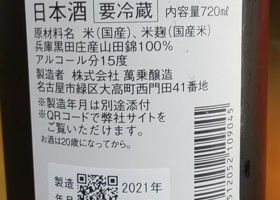 日本酒 要冷蔵 内容量720㎖
原材料名 米(国産)、米麹(国産米)
兵庫黒田庄産山田錦100%
アルコール分15度
製造者 株式会社 萬乗醸造
名古屋市緑区大高町西門田41番地
※製造年月は別途添付
※QRコードで弊社サイトを
ご覧いただけます。
お酒は20歳になってから。
製造
年月
2021年
512052109045